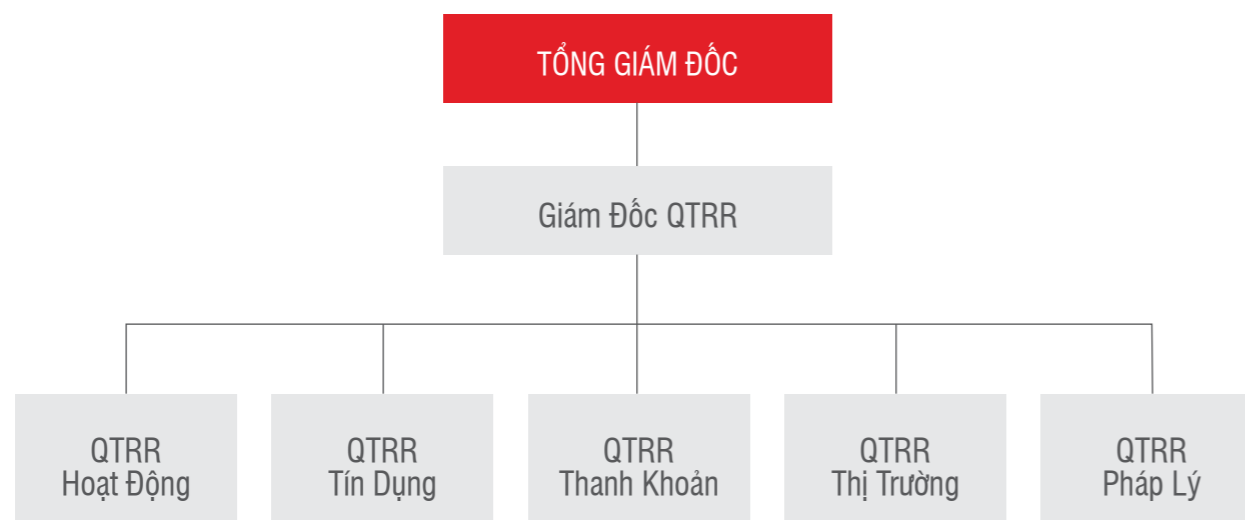 TỔNG GIÁM ĐỐC
Giám Đốc QTRR
QTRR
Hoạt Động
QTRR
Tín Dụng
QTRR
Thanh Khoản
QTRR
Thị Trường
QTRR
Pháp Lý